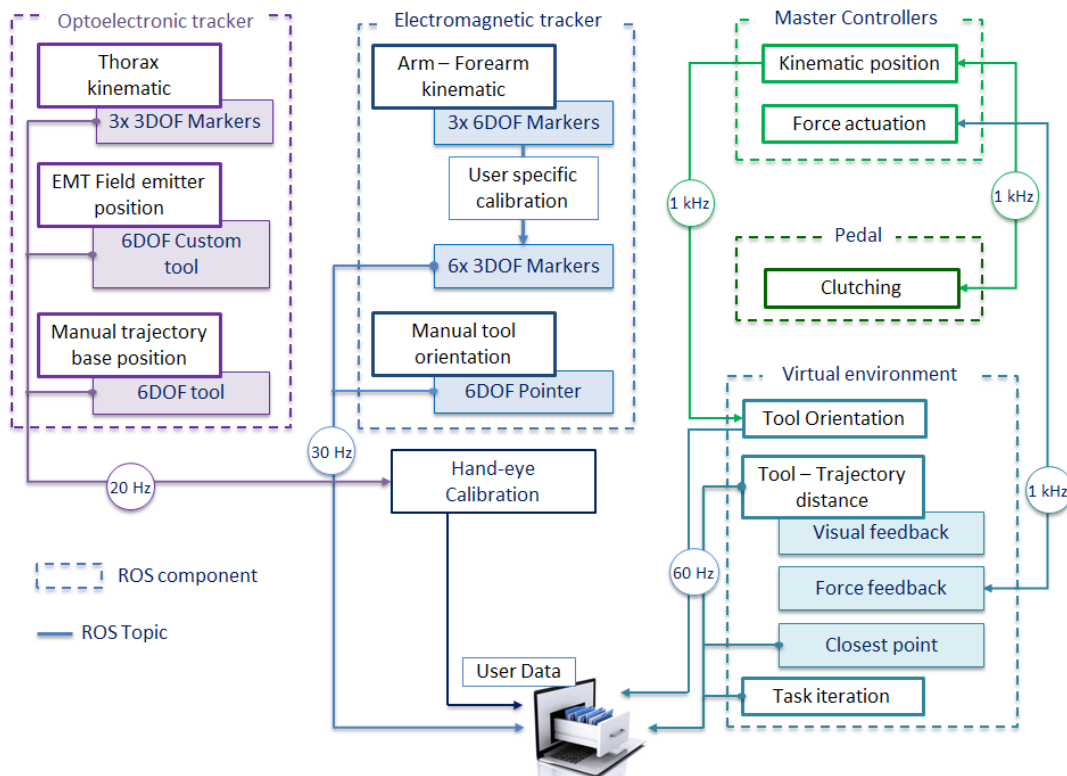 Optoelectronic tracker
Thorax
kinematic
3x 3DOF Markers
EMT Field emitter
position
6DOF Custom
tool
Manual trajectory
base position
6DOF tool
20 Hz
Electromagnetic tracker
Arm – Forearm
kinematic
3x 6DOF Markers
User specific
calibration
6x 3DOF Markers
Manual tool
orientation
6DOF Pointer
30 Hz
Hand-eye
Calibration
Master Controllers
Kinematic position
Force actuation
1 kHz
1 kHz
Pedal
Clutching
Virtual environment
Tool Orientation
Tool – Trajectory
distance
1 kHz
Visual feedback
60 Hz
Force feedback
Closest point
Task iteration
ROS component
ROS Topic
User Data